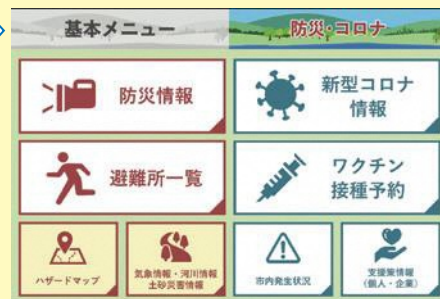 基本メニュー
防災・コロナ
防災情報
新型コロナ
情報
避難所一覧
ワクチン
接種予約
ハザードマップ
気象情報・河川情報
土砂災害情報
市内発生状況
支援策情報
(個人・企業)